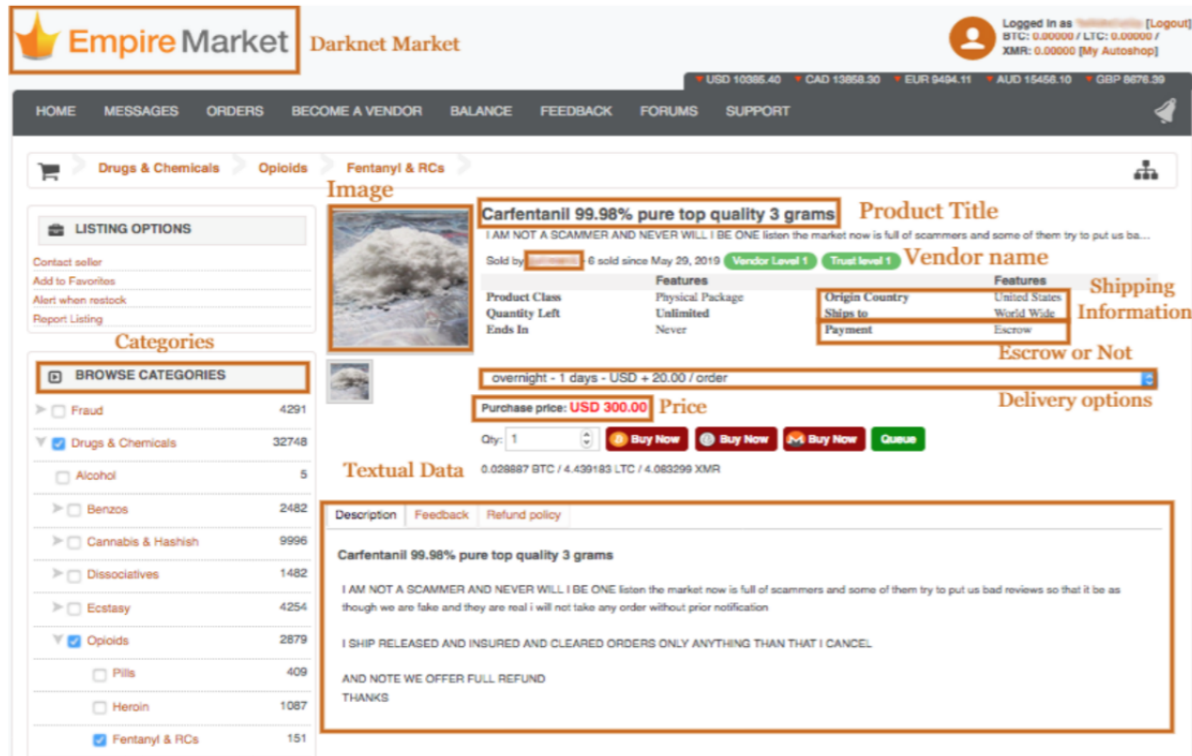 Empire Market
Darknet Market
Logged in as [Logout]
BTC: 0.00000 / LTC: 0.00000 /
XMR: 0.00000 [My Autoshop]
USD 10385.40 CAD 13858.30 EUR 9494.11 AUD 15456.10 GBP 8676.39
HOME MESSAGES ORDERS BECOME A VENDOR BALANCE FEEDBACK FORUMS SUPPORT
Drugs & Chemicals Opioids Fentanyl & RCs
Image
LISTING OPTIONS
Contact seller
Add to Favorites
Alert when restock
Report Listing
Categories
BROWSE CATEGORIES
Fraud 4291
Drugs & Chemicals 32748
Alcohol 5
Benzos 2482
Cannabis & Hashish 9996
Dissociatives 1482
Ecstasy 4254
Opioids 2879
Pills 409
Heroin 1087
Fentanyl & RCs 151
Carfentanil 99.98% pure top quality 3 grams
Product Title
I AM NOT A SCAMMER AND NEVER WILL I BE ONE listen the market now is full of scammers and some of them try to put us ba...
Sold by - 6 sold since May 29, 2019 Vendor Level 1 Trust level 1
Vendor name
Features Features
Product Class Physical Package Origin Country United States
Quantity Left Unlimited Ships to World Wide
Ends In Never Payment Escrow
Shipping
Information
Escrow or Not
overnight - 1 days - USD + 20.00 / order
Delivery options
Purchase price: USD 300.00
Price
Qty: 1 Buy Now Buy Now Buy Now Queue
Textual Data
0.028887 BTC / 4.439183 LTC / 4.083299 XMR
Description Feedback Refund policy
Carfentanil 99.98% pure top quality 3 grams
I AM NOT A SCAMMER AND NEVER WILL I BE ONE listen the market now is full of scammers and some of them try to put us bad reviews so that it be as
though we are fake and they are real i will not take any order without prior notification
I SHIP RELEASED AND INSURED AND CLEARED ORDERS ONLY ANYTHING THAN THAT I CANCEL
AND NOTE WE OFFER FULL REFUND
THANKS